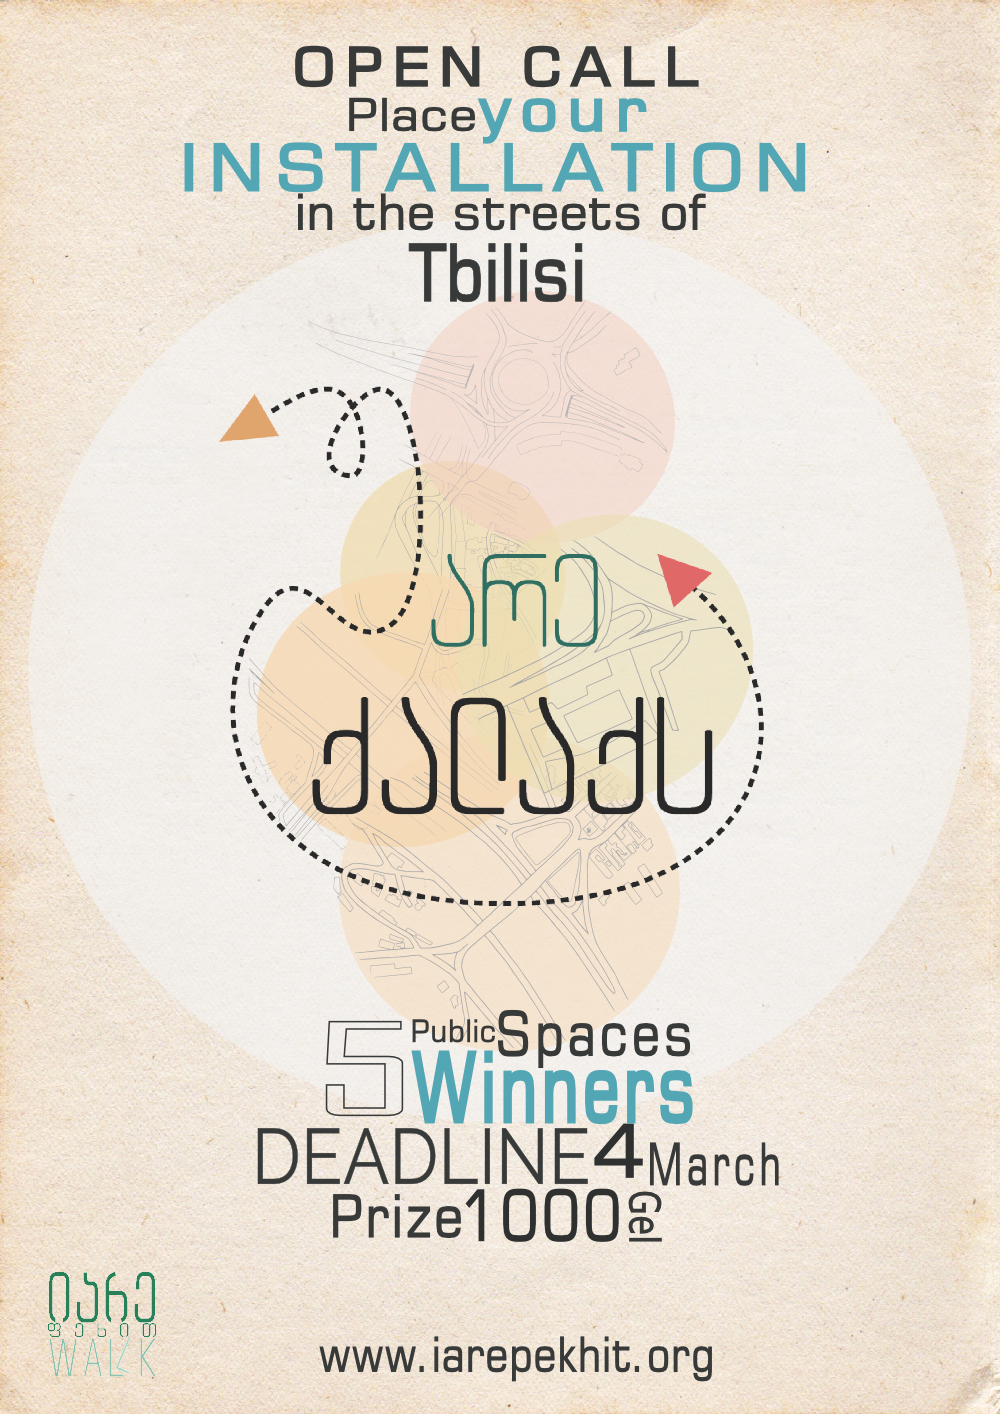 OPEN CALL
Place your
INSTALLATION
in the streets of
Tbilisi
არე
ქალაქს
5 Public Spaces
Winners
DEADLINE 4 March
Prize 1000 Gel
იარე
ფეხით
WALK
www.iarepekhit.org